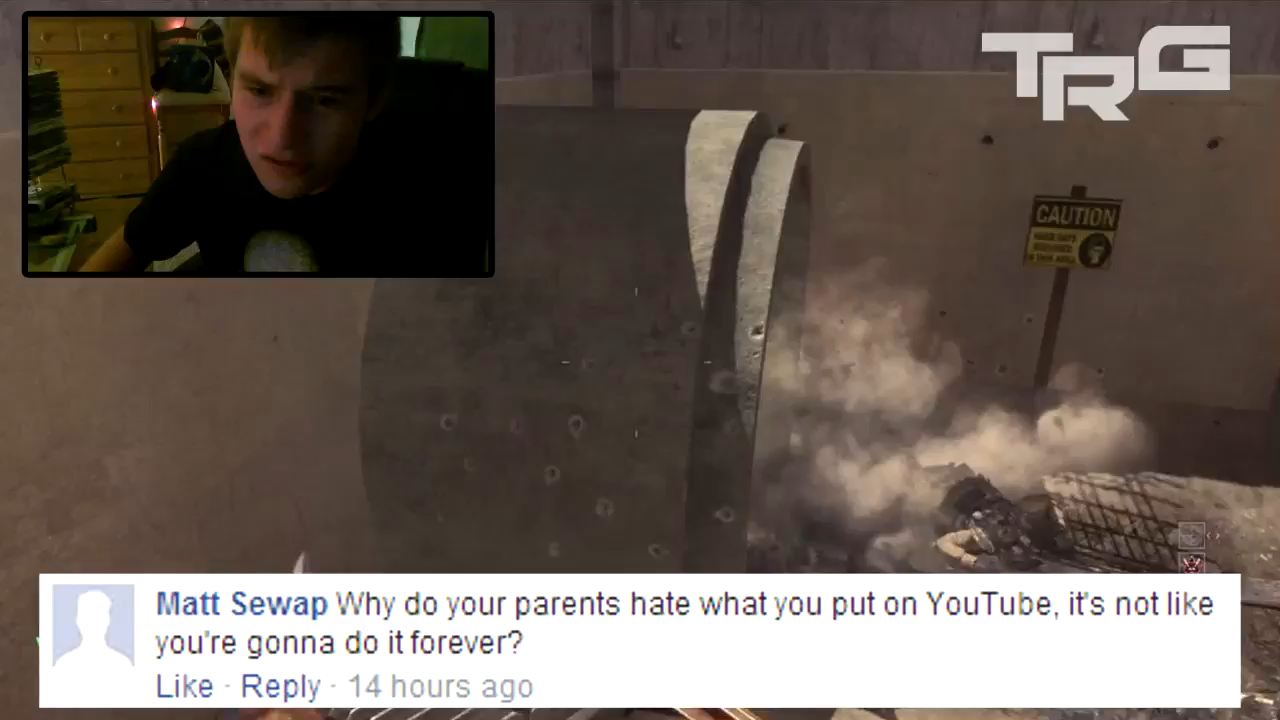 TRG
CAUTION
Matt Sewap Why do your parents hate what you put on YouTube, it's not like
you're gonna do it forever?
Like · Reply · 14 hours ago